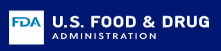 FDA U.S. FOOD & DRUG
ADMINISTRATION